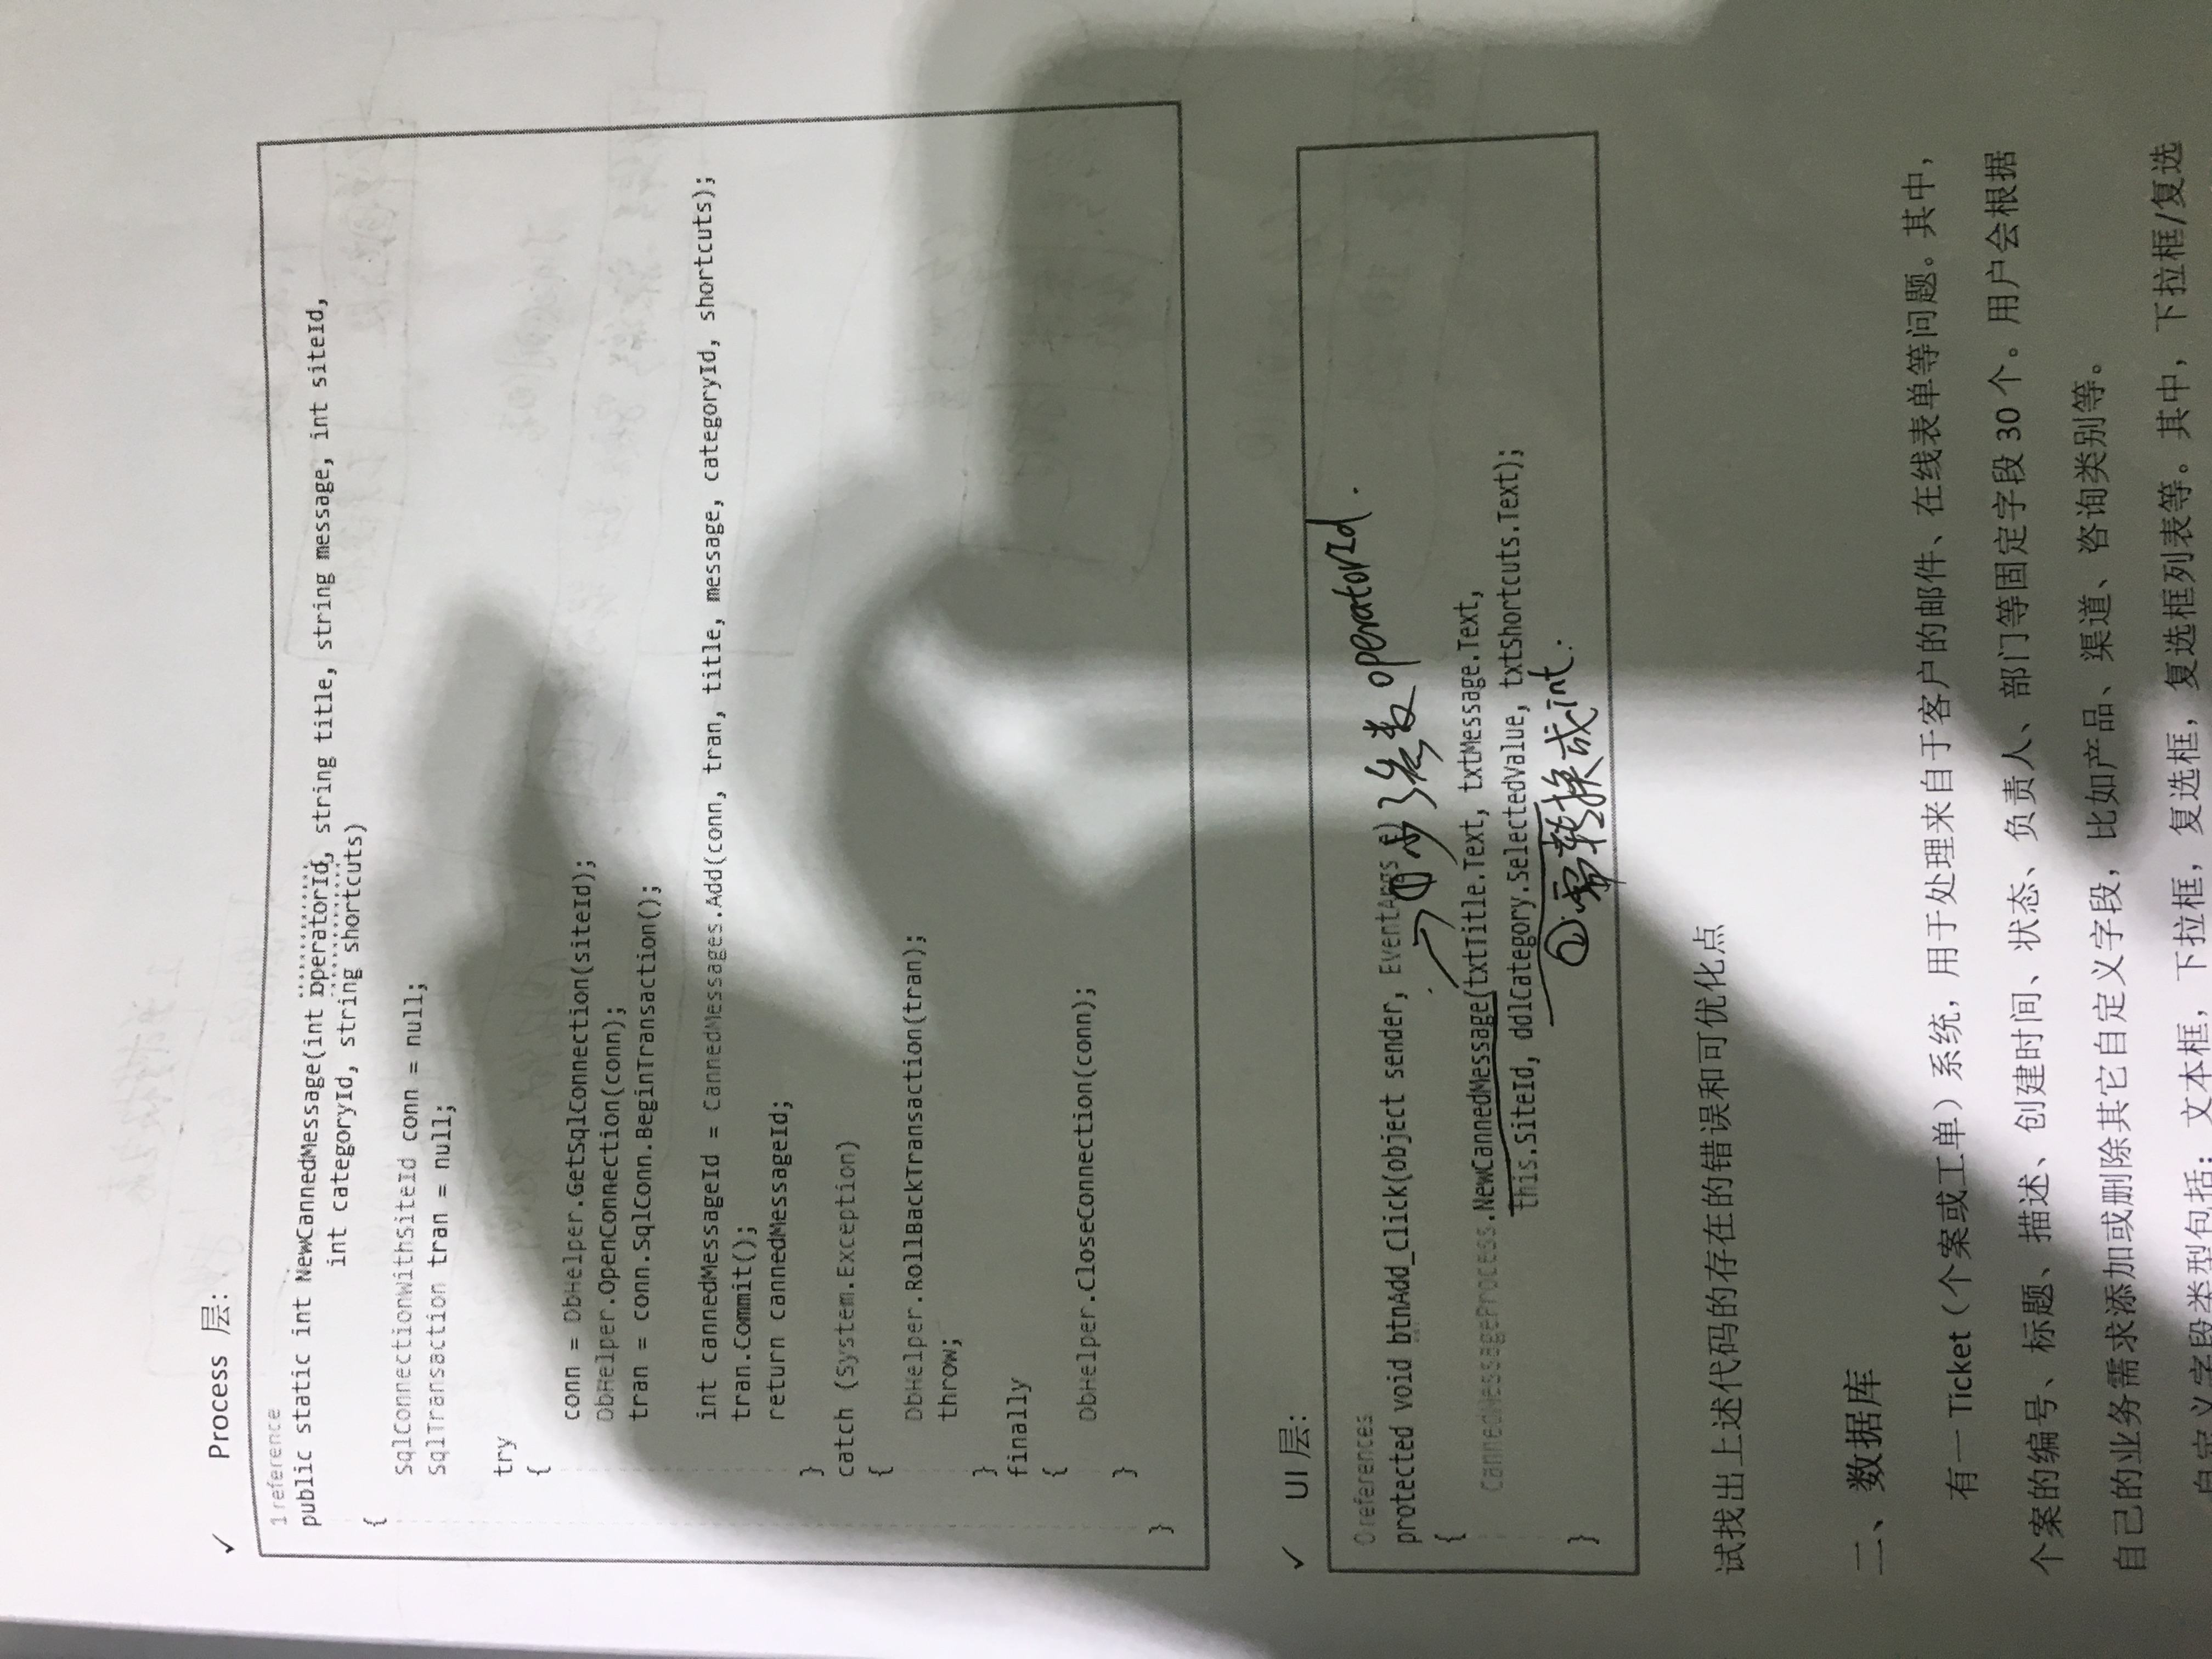 ✓ Process 层:
1 reference
public static int NewCannedMessage(int operatorId, string title, string message, int siteId,
int categoryId, string shortcuts)
{
SqlConnectionWithSiteId conn = null;
SqlTransaction tran = null;
try
{
conn = DbHelper.GetSqlConnection(siteId);
DbHelper.OpenConnection(conn);
tran = conn.SqlConn.BeginTransaction();
int cannedMessageId = CannedMessages.Add(conn, tran, title, message, categoryId, shortcuts);
tran.Commit();
return cannedMessageId;
}
catch (System.Exception)
{
DbHelper.RollBackTransaction(tran);
throw;
}
finally
{
DbHelper.CloseConnection(conn);
}
}
✓ UI 层:
0 references
protected void btnAdd_Click(object sender, EventArgs e)
①少了参数 operatorId.
{
CannedMessageProcess.NewCannedMessage(txtTitle.Text, txtMessage.Text,
this.SiteId, ddlCategory.SelectedValue, txtShortcuts.Text);
②需转换成int.
}
试找出上述代码的存在的错误和可优化点
二、数据库
有一 Ticket（个案或工单）系统，用于处理来自于客户的邮件、在线表单等问题。其中，
个案的编号、标题、描述、创建时间、状态、负责人、部门等固定字段 30 个。用户会根据
自己的业务需求添加或删除其它自定义字段，比如产品、渠道、咨询类别等。
自定义字段类型包括：文本框，下拉框，复选框，复选框列表等。其中，下拉框/复选